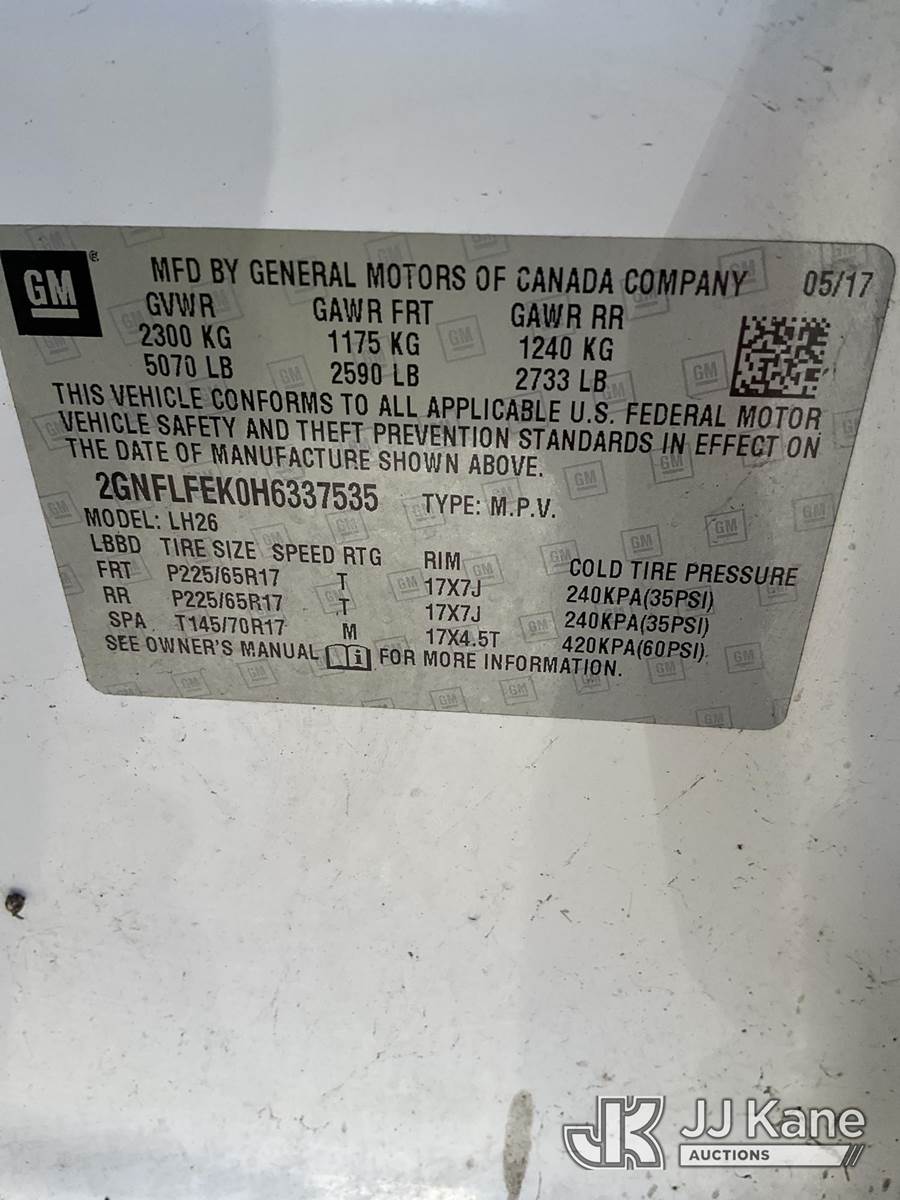 GM ® MFD BY GENERAL MOTORS OF CANADA COMPANY 05/17
GVWR GAWR FRT GAWR RR
2300 KG 1175 KG 1240 KG
5070 LB 2590 LB 2733 LB
THIS VEHICLE CONFORMS TO ALL APPLICABLE U.S. FEDERAL MOTOR
VEHICLE SAFETY AND THEFT PREVENTION STANDARDS IN EFFECT ON
THE DATE OF MANUFACTURE SHOWN ABOVE.
2GNFLFEK0H6337535 TYPE: M.P.V.
MODEL: LH26
LBBD TIRE SIZE SPEED RTG RIM COLD TIRE PRESSURE
FRT P225/65R17 T 17X7J 240KPA(35PSI)
RR P225/65R17 T 17X7J 240KPA(35PSI)
SPA T145/70R17 M 17X4.5T 420KPA(60PSI)
SEE OWNER'S MANUAL i FOR MORE INFORMATION.
JK JJ Kane
AUCTIONS